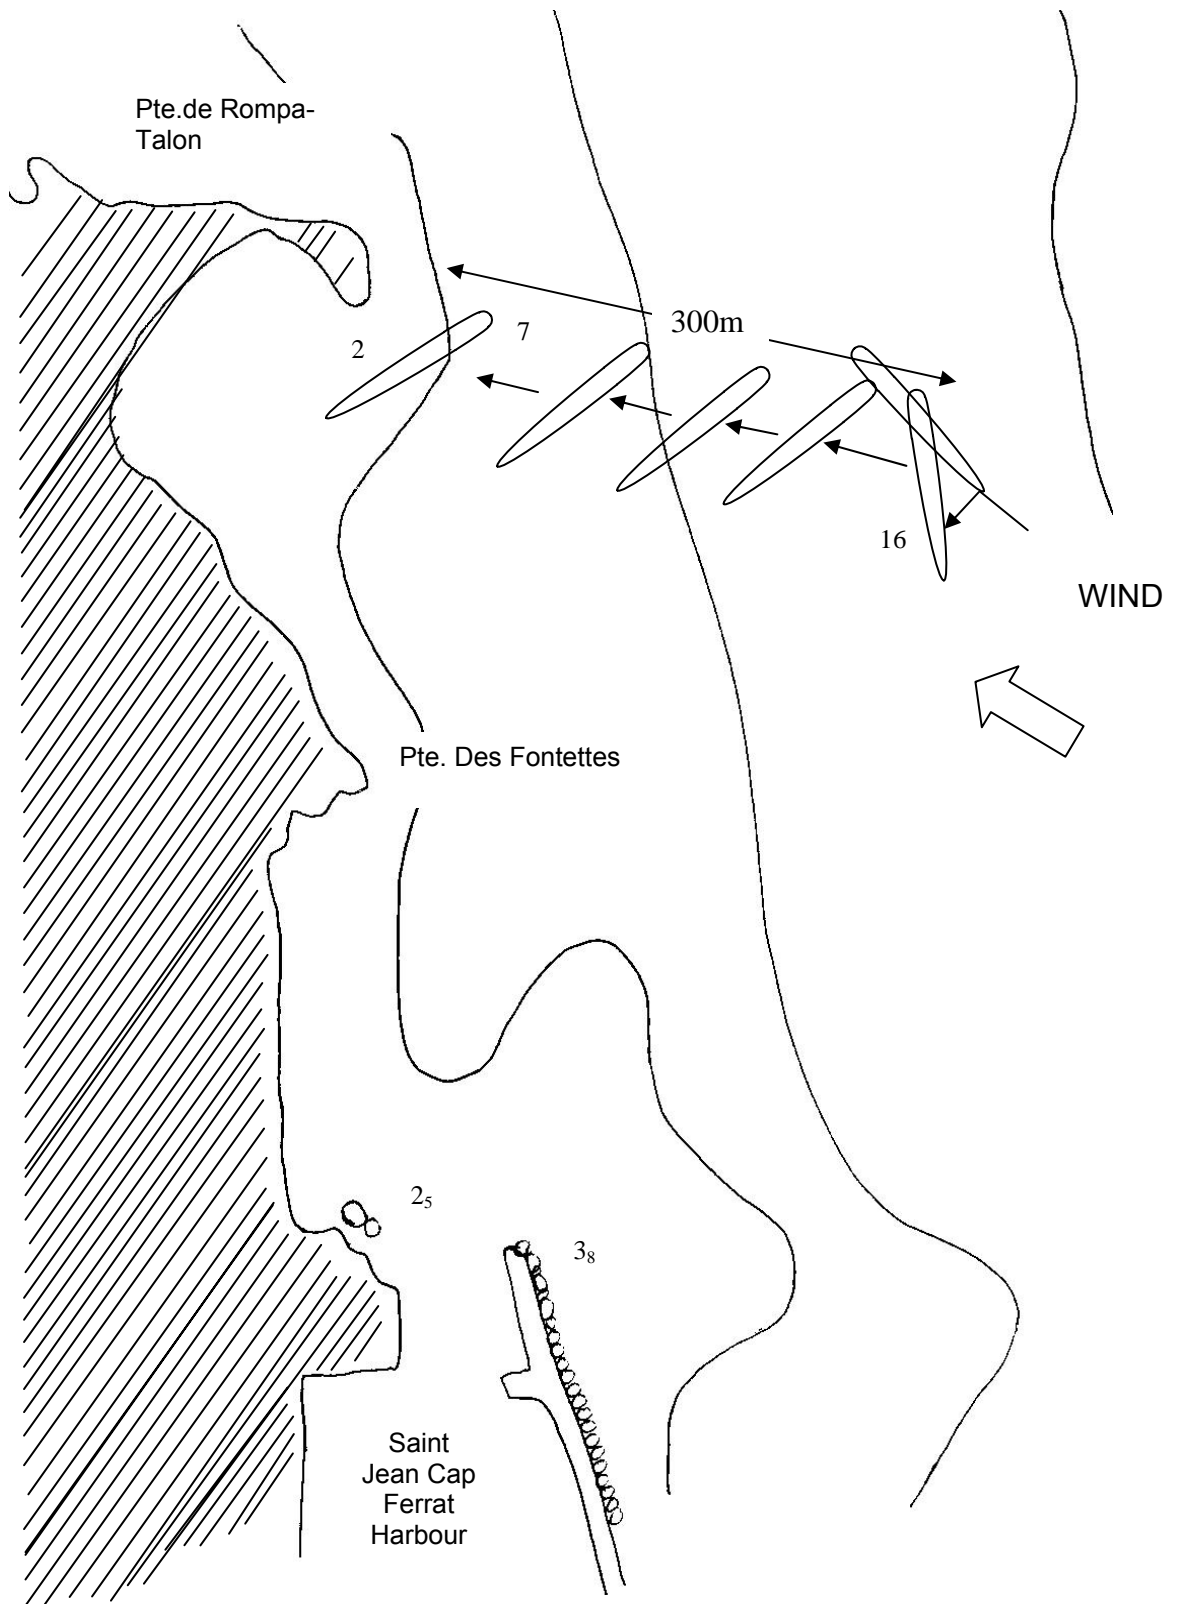 Pte.de Rompa-
Talon
300m
2
7
16
WIND
Pte. Des Fontettes
2₅
3₈
Saint
Jean Cap
Ferrat
Harbour